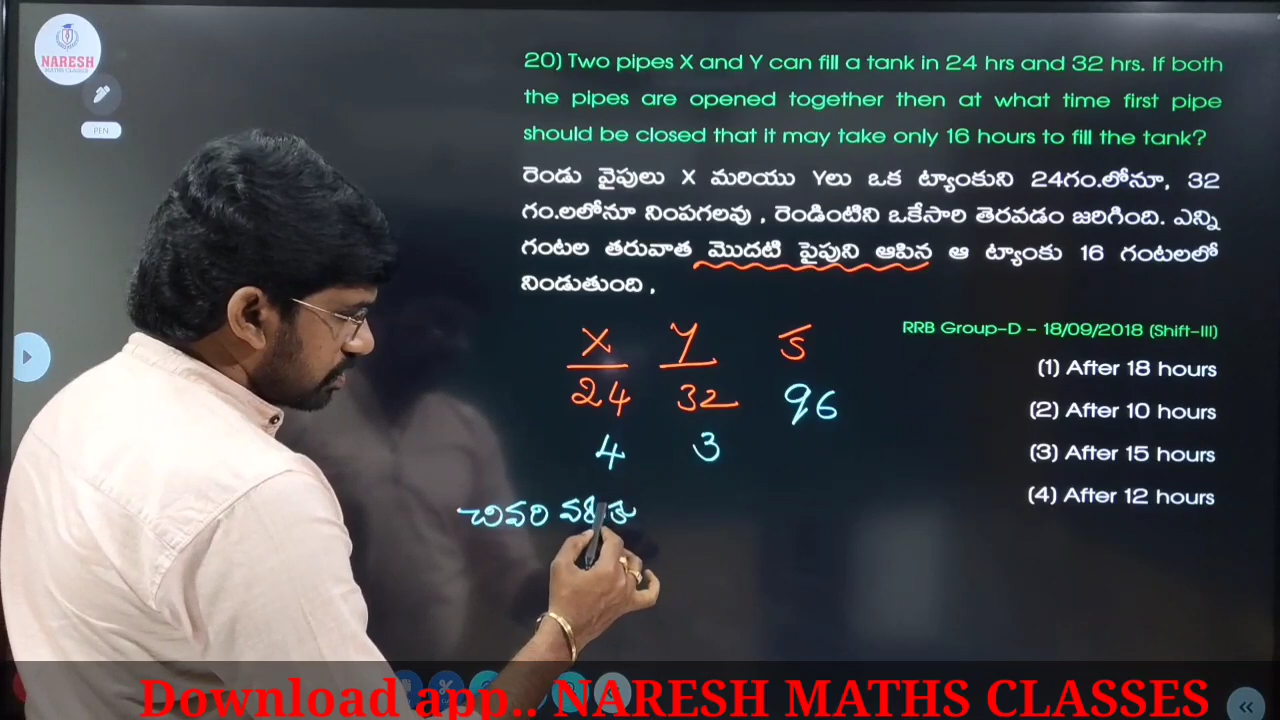 NARESH
MATHS CLASSES
PEN
20) Two pipes X and Y can fill a tank in 24 hrs and 32 hrs. If both
the pipes are opened together then at what time first pipe
should be closed that it may take only 16 hours to fill the tank?
రెండు వైపులు X మరియు Yలు ఒక ట్యాంకుని 24గం.లోనూ, 32
గం.లలోనూ నింపగలవు , రెండింటిని ఒకేసారి తెరవడం జరిగింది. ఎన్ని
గంటల తరువాత మొదటి పైపుని ఆపిన ఆ ట్యాంకు 16 గంటలలో
నిండుతుంది .
RRB Group-D - 18/09/2018 (Shift-III)
X Y
24 32 96
4 3
చివరి
(1) After 18 hours
(2) After 10 hours
(3) After 15 hours
(4) After 12 hours
Download app.. NARESH MATHS CLASSES